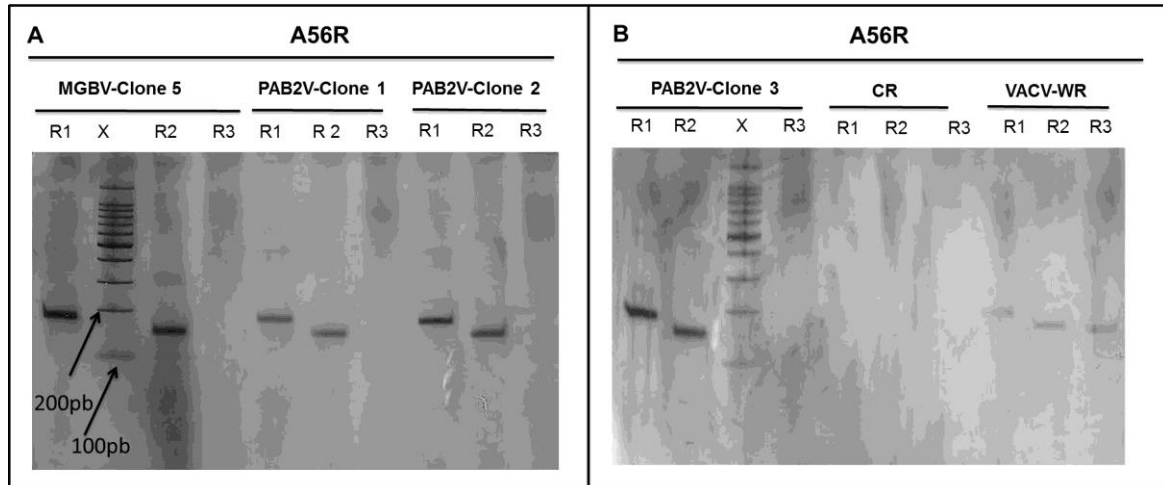 A
A56R
MGBV-Clone 5 PAB2V-Clone 1 PAB2V-Clone 2
R1 X R2 R3 R1 R 2 R3 R1 R2 R3
200pb
100pb
B
A56R
PAB2V-Clone 3 CR VACV-WR
R1 R2 X R3 R1 R2 R3 R1 R2 R3